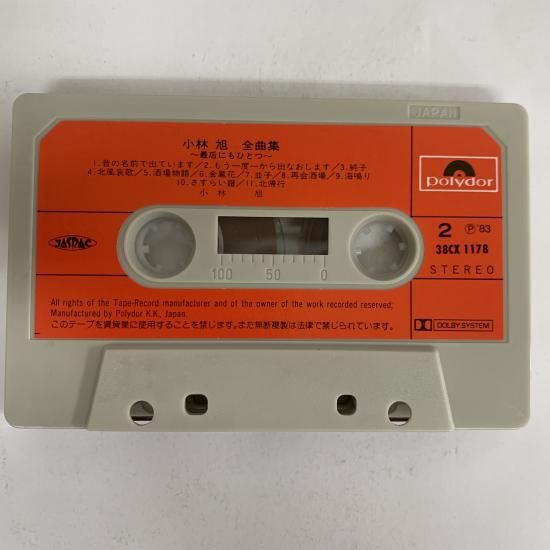 JAPAN
小林 旭 全曲集
〜最后にもひとつ〜
1.昔の名前で出ています/2.もう一度一から出なおします/3.純子
4.北風哀歌/5.酒場物語/6.金鳳花/7.亜子/8.再会酒場/9.海鳴り
10.さすらい譜/11.北帰行
小林 旭
polydor
JASRAC
2 Ⓟ'83
38CX 1178
STEREO
100 50 0
All rights of the Tape-Record manufacturer and of the owner of the work recorded reserved;
Manufactured by Polydor K.K., Japan.
このテープを賃貸業に使用することを禁じます。また無断複製は法律で禁じられています。
DOLBY SYSTEM